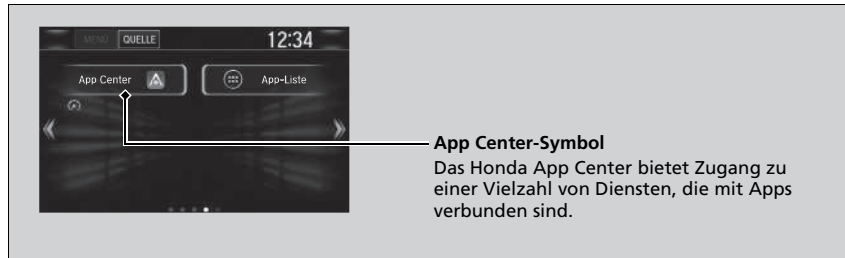 MENÜ QUELLE 12:34
App Center App-Liste
App Center-Symbol
Das Honda App Center bietet Zugang zu
einer Vielzahl von Diensten, die mit Apps
verbunden sind.